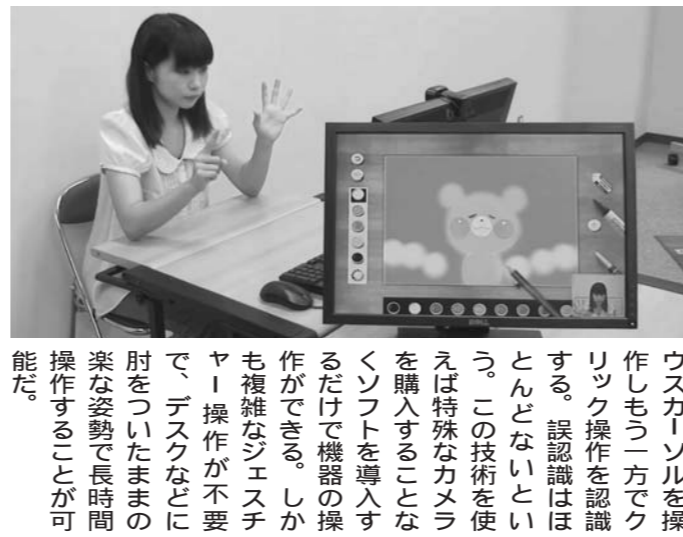 ウスカーソルを操
作しもう一方でク
リック操作を認識
する。誤認識はほ
とんどないとい
う。この技術を使
えば特殊なカメラ
を購入することな
くソフトを導入す
るだけで機器の操
作ができる。しか
も複雑なジェスチ
ャー操作が不要
で、デスクなどに
肘をついたままの
楽な姿勢で長時間
操作することが可
能だ。
DELL